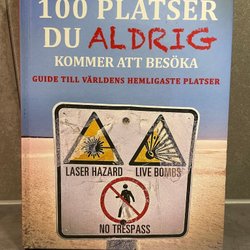 100 PLATSER
DU ALDRIG
KOMMER ATT BESÖKA
GUIDE TILL VÄRLDENS HEMLIGASTE PLATSER
LASER HAZARD
LIVE BOMBS
NO TRESPASS